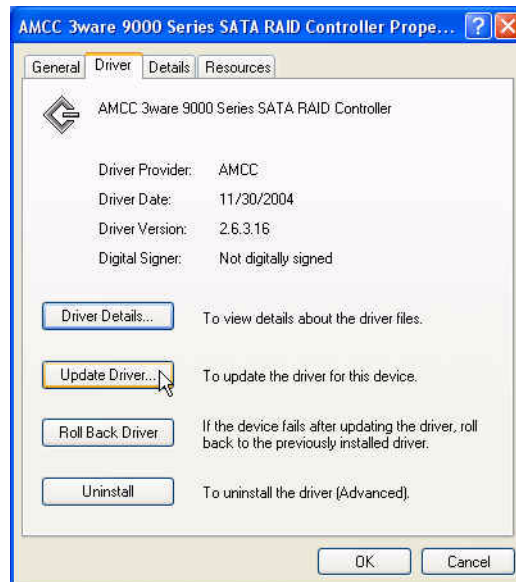 AMCC 3ware 9000 Series SATA RAID Controller Prope...
General Driver Details Resources
AMCC 3ware 9000 Series SATA RAID Controller
Driver Provider: AMCC
Driver Date: 11/30/2004
Driver Version: 2.6.3.16
Digital Signer: Not digitally signed
Driver Details... To view details about the driver files.
Update Driver... To update the driver for this device.
Roll Back Driver If the device fails after updating the driver, roll
back to the previously installed driver.
Uninstall To uninstall the driver (Advanced).
OK Cancel